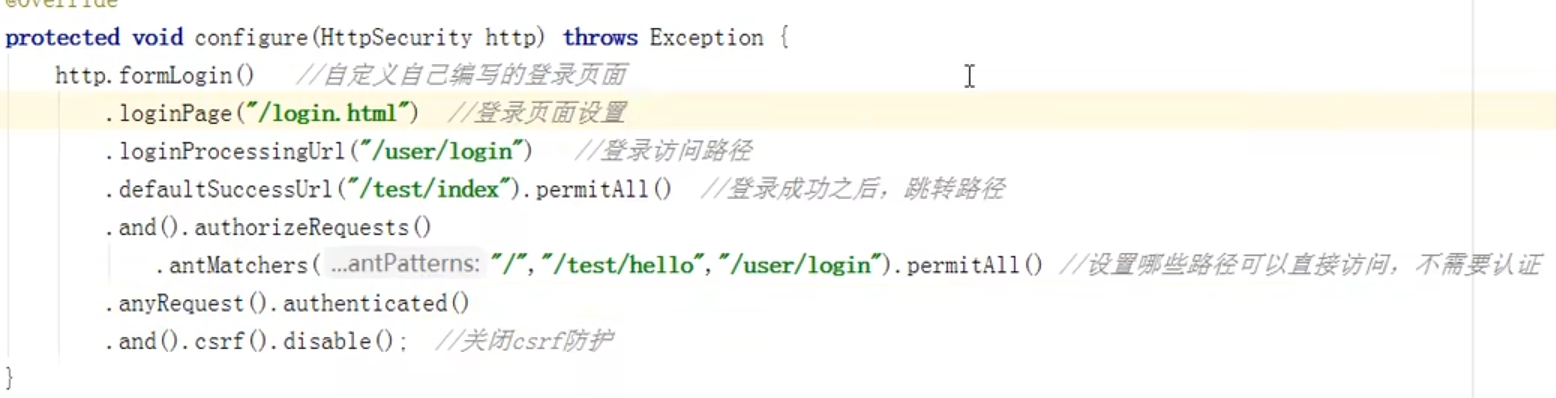 @Override
protected void configure(HttpSecurity http) throws Exception {
http.formLogin() //自定义自己编写的登录页面
.loginPage("/login.html") //登录页面设置
.loginProcessingUrl("/user/login") //登录访问路径
.defaultSuccessUrl("/test/index").permitAll() //登录成功之后，跳转路径
.and().authorizeRequests()
.antMatchers( ...antPatterns: "/","/test/hello","/user/login").permitAll() //设置哪些路径可以直接访问，不需要认证
.anyRequest().authenticated()
.and().csrf().disable(); //关闭csrf防护
}